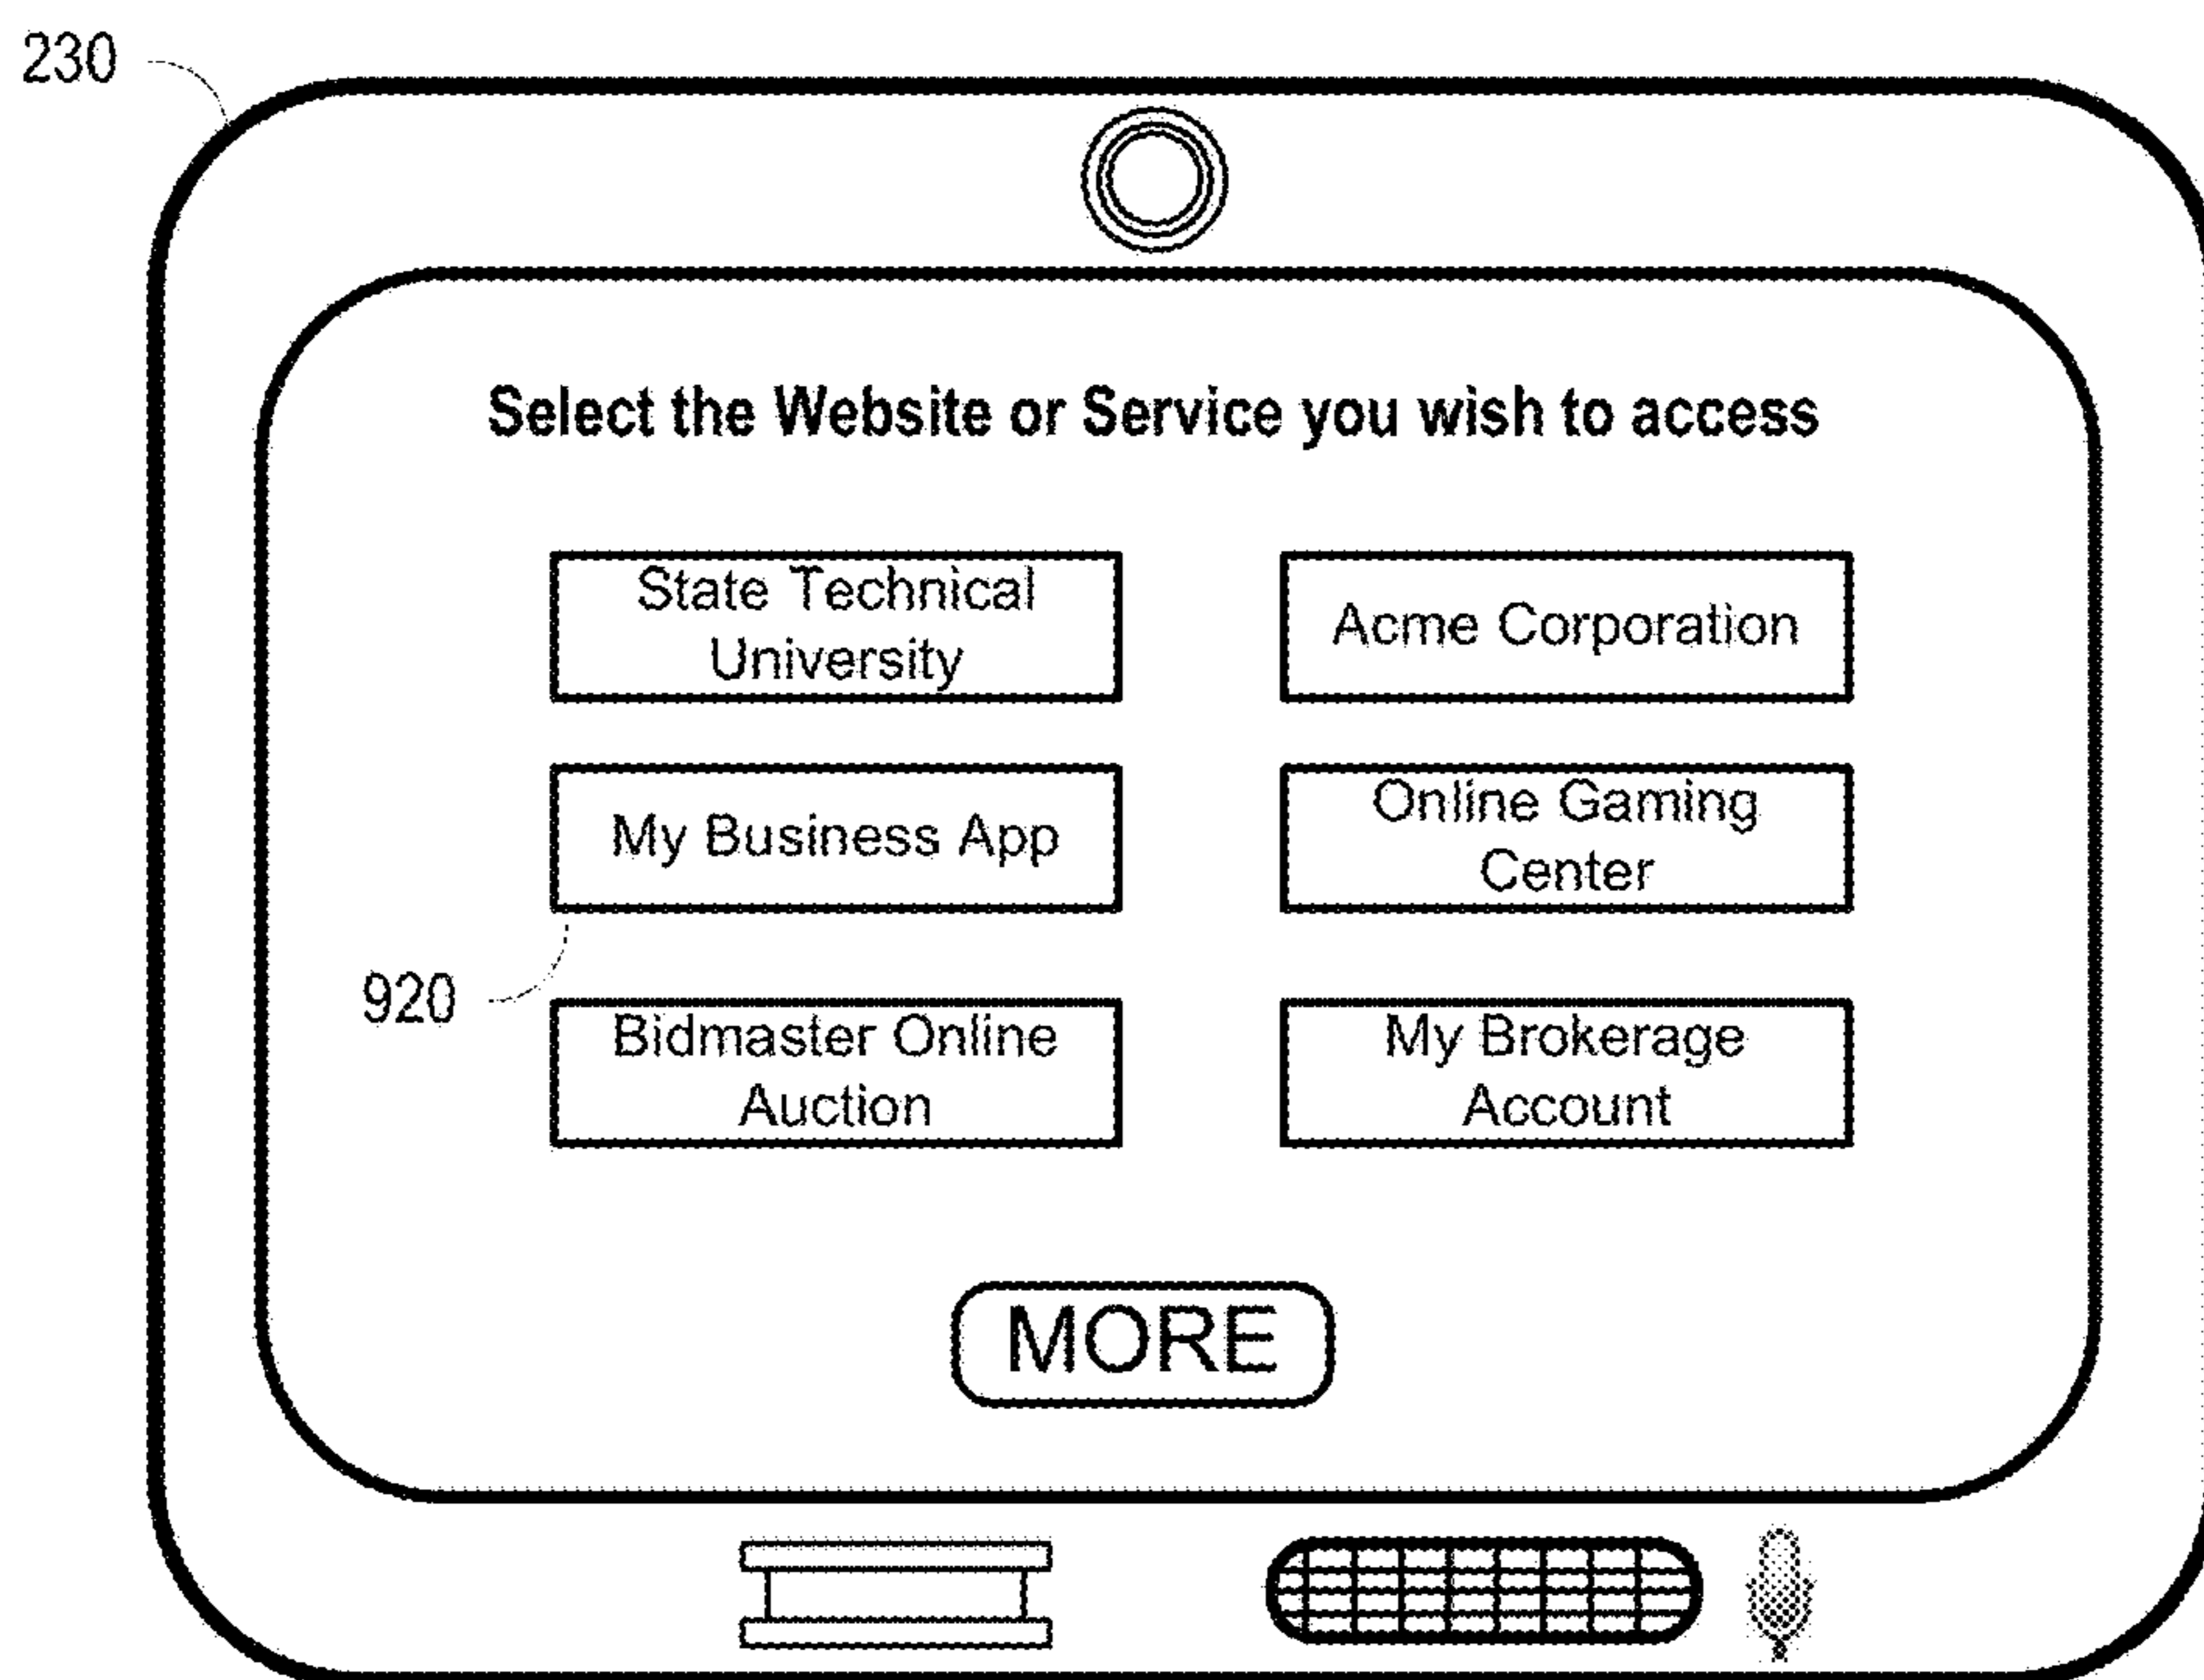 230
Select the Website or Service you wish to access
State Technical
University
Acme Corporation
My Business App
Online Gaming
Center
920
Bidmaster Online
Auction
My Brokerage
Account
MORE